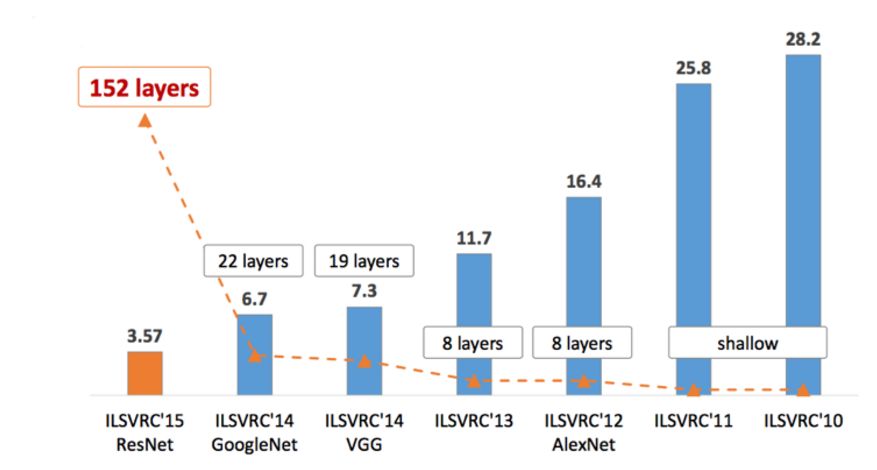 28.2
25.8
152 layers
16.4
11.7
22 layers
19 layers
6.7
7.3
3.57
8 layers
8 layers
shallow
ILSVRC'15
ResNet
ILSVRC'14
GoogleNet
ILSVRC'14
VGG
ILSVRC'13
ILSVRC'12
AlexNet
ILSVRC'11
ILSVRC'10